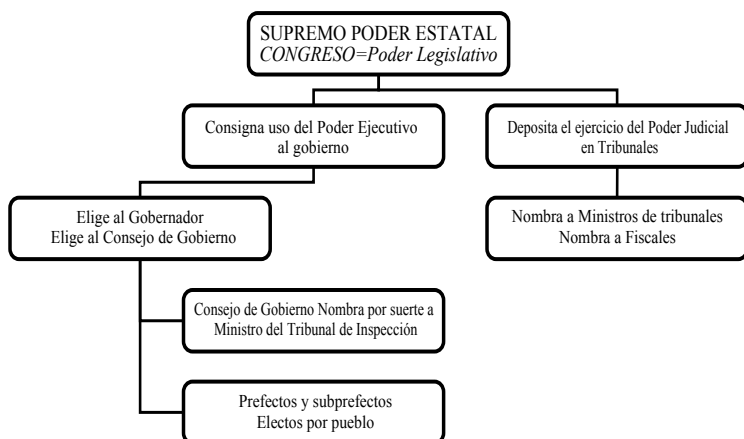 SUPREMO PODER ESTATAL
CONGRESO=Poder Legislativo
Consigna uso del Poder Ejecutivo
al gobierno
Deposita el ejercicio del Poder Judicial
en Tribunales
Elige al Gobernador
Elige al Consejo de Gobierno
Nombra a Ministros de tribunales
Nombra a Fiscales
Consejo de Gobierno Nombra por suerte a
Ministro del Tribunal de Inspección
Prefectos y subprefectos
Electos por pueblo